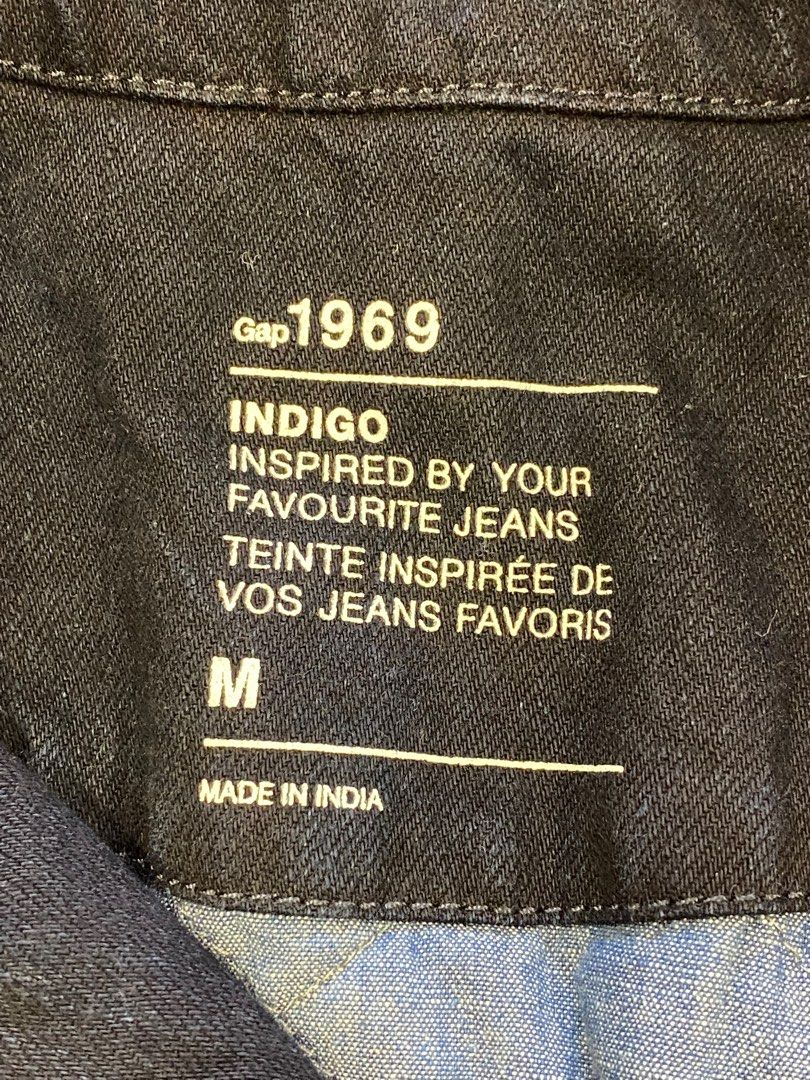 Gap 1969
INDIGO
INSPIRED BY YOUR
FAVOURITE JEANS
TEINTE INSPIRÉE DE
VOS JEANS FAVORIS
M
MADE IN INDIA